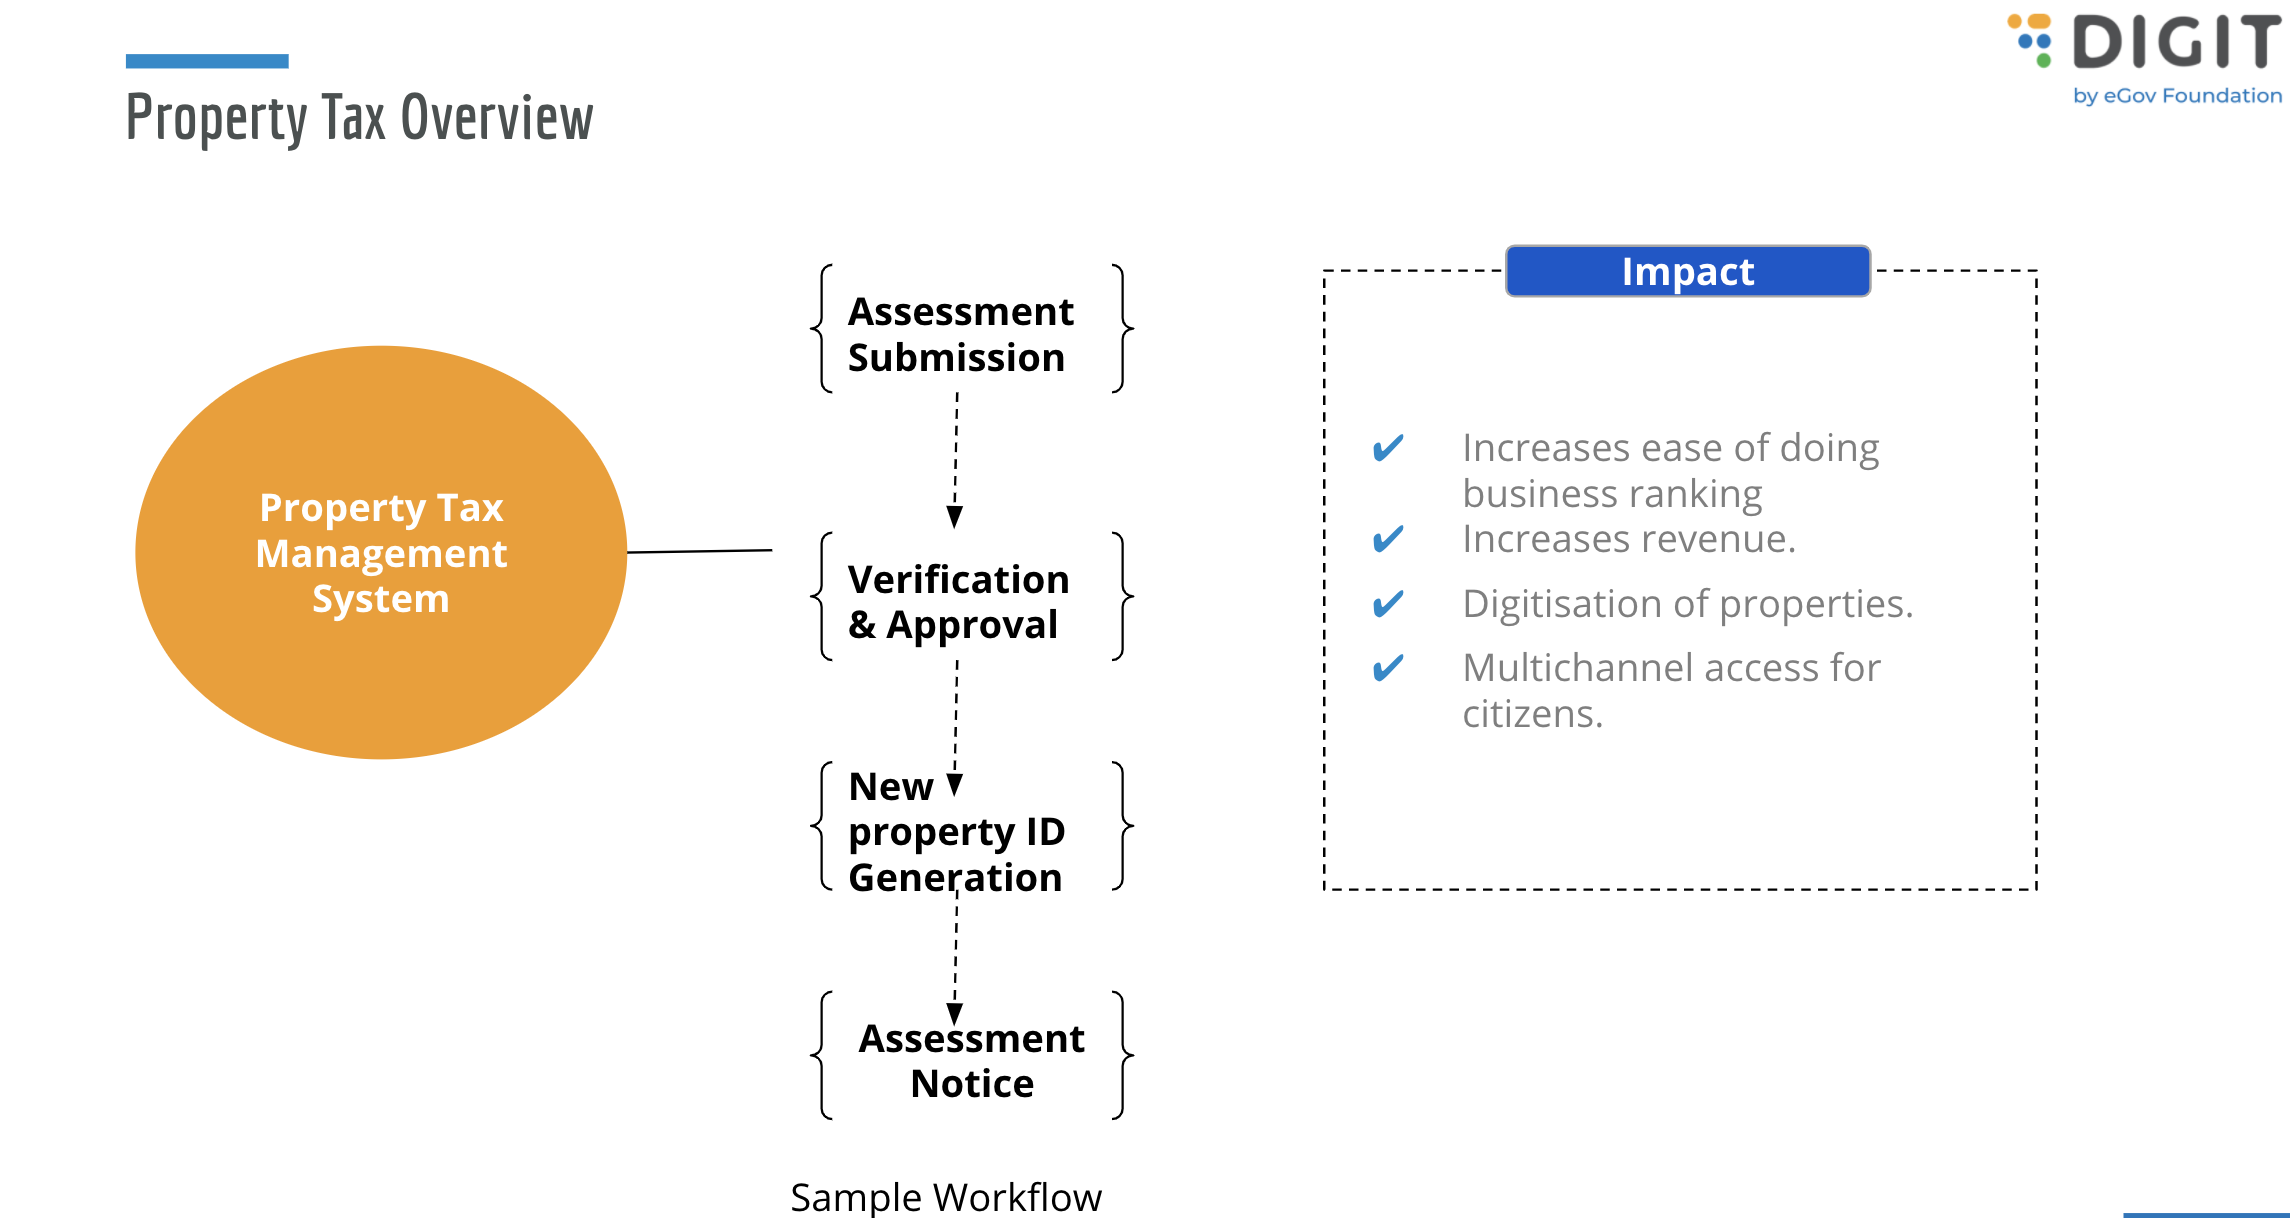 DIGIT
by eGov Foundation
Property Tax Overview
Property Tax
Management
System
Assessment
Submission
Verification
& Approval
New
property ID
Generation
Assessment
Notice
Sample Workflow
Impact
✔ Increases ease of doing
business ranking
✔ Increases revenue.
✔ Digitisation of properties.
✔ Multichannel access for
citizens.